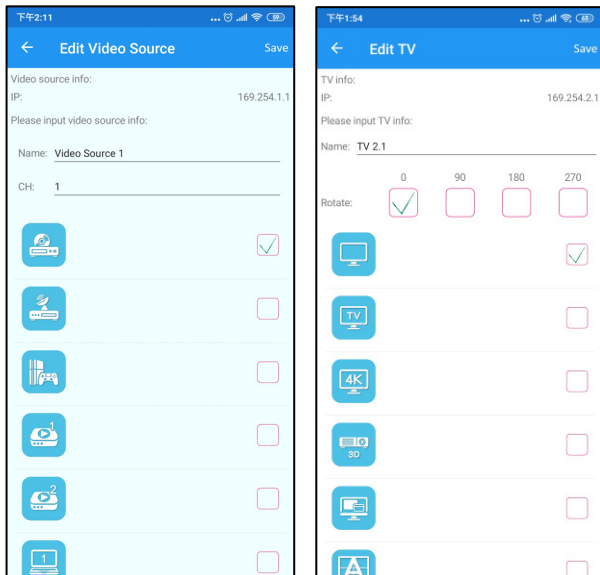 下午2:11
... 59
Edit Video Source
Save
Video source info:
IP:
169.254.1.1
Please input video source info:
Name: Video Source 1
CH: 1
1
2
1
下午1:54
... 65
Edit TV
Save
TV info:
IP:
169.254.2.1
Please input TV info:
Name: TV 2.1
0 90 180 270
Rotate:
TV
4K
3D
A